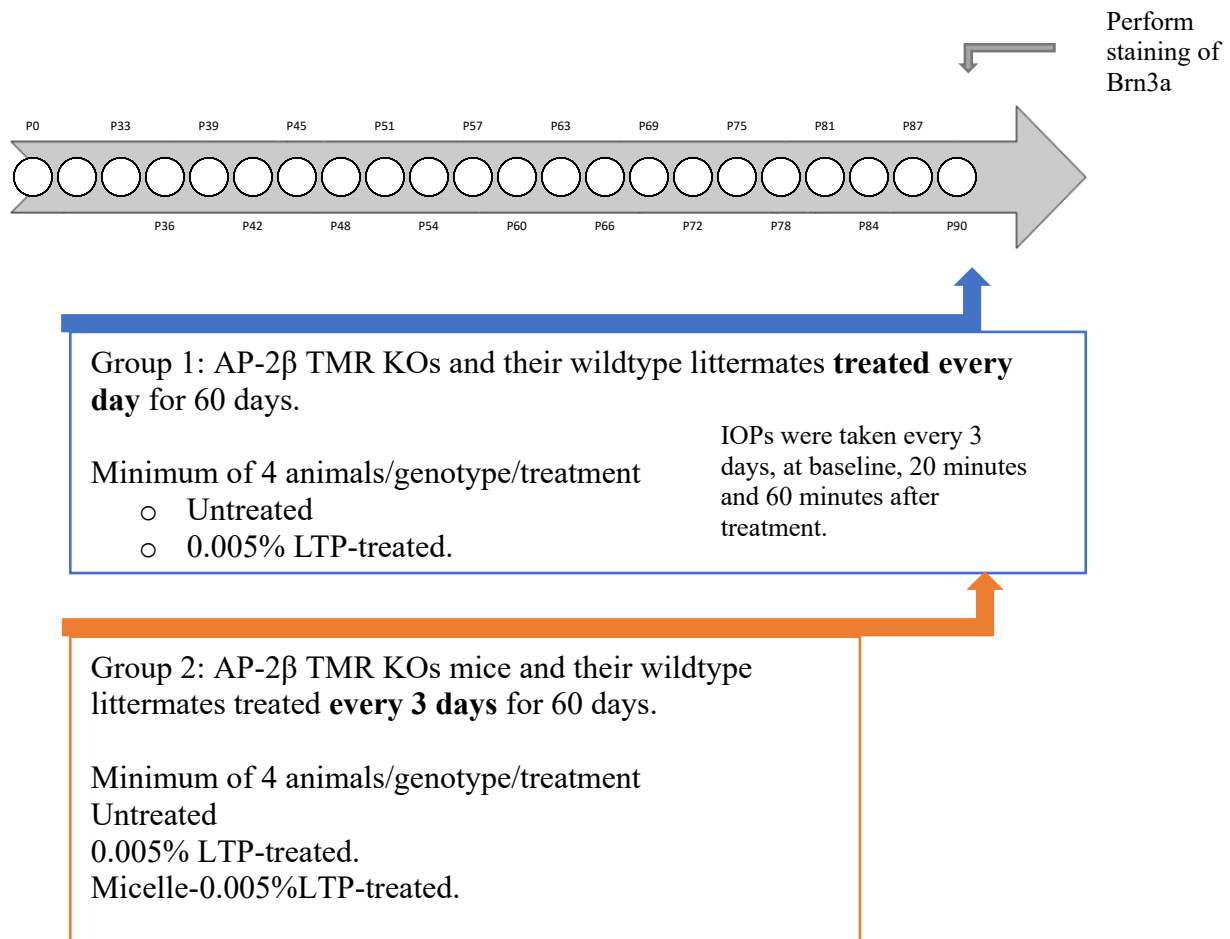 Perform
staining of
Brn3a
P0 P33 P39 P45 P51 P57 P63 P69 P75 P81 P87
P36 P42 P48 P54 P60 P66 P72 P78 P84 P90
Group 1: AP-2β TMR KOs and their wildtype littermates treated every
day for 60 days.
Minimum of 4 animals/genotype/treatment
o Untreated
o 0.005% LTP-treated.
IOPs were taken every 3
days, at baseline, 20 minutes
and 60 minutes after
treatment.
Group 2: AP-2β TMR KOs mice and their wildtype
littermates treated every 3 days for 60 days.
Minimum of 4 animals/genotype/treatment
Untreated
0.005% LTP-treated.
Micelle-0.005%LTP-treated.